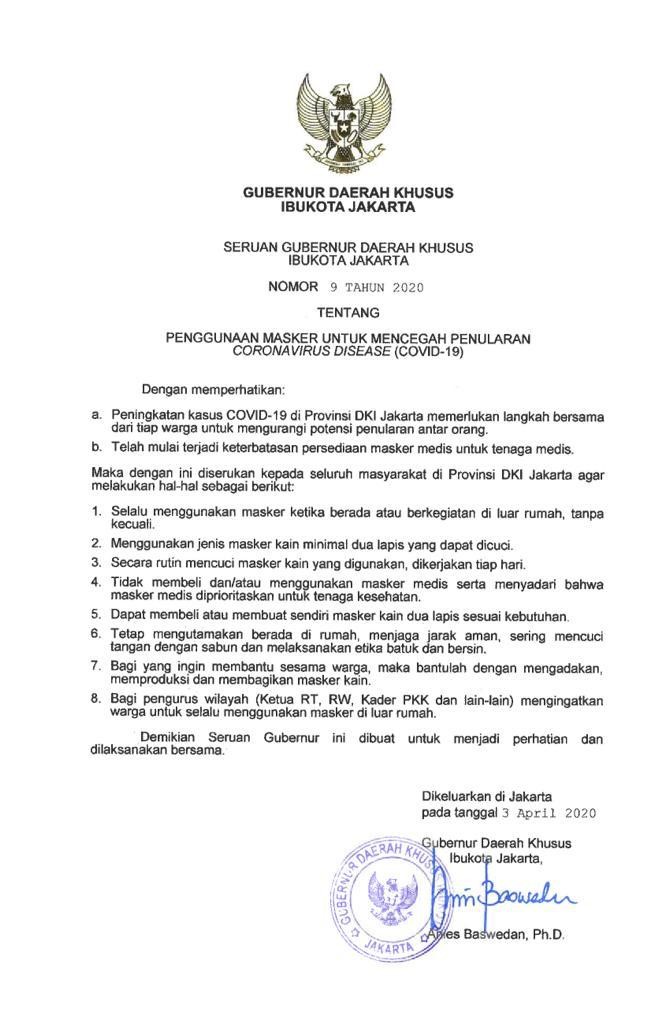 GUBERNUR DAERAH KHUSUS
IBUKOTA JAKARTA
SERUAN GUBERNUR DAERAH KHUSUS
IBUKOTA JAKARTA
NOMOR 9 TAHUN 2020
TENTANG
PENGGUNAAN MASKER UNTUK MENCEGAH PENULARAN
CORONAVIRUS DISEASE (COVID-19)
Dengan memperhatikan:
a. Peningkatan kasus COVID-19 di Provinsi DKI Jakarta memerlukan langkah bersama
dari tiap warga untuk mengurangi potensi penularan antar orang.
b. Telah mulai terjadi keterbatasan persediaan masker medis untuk tenaga medis.
Maka dengan ini diserukan kepada seluruh masyarakat di Provinsi DKI Jakarta agar
melakukan hal-hal sebagai berikut:
1. Selalu menggunakan masker ketika berada atau berkegiatan di luar rumah, tanpa
kecuali.
2. Menggunakan jenis masker kain minimal dua lapis yang dapat dicuci.
3. Secara rutin mencuci masker kain yang digunakan, dikerjakan tiap hari.
4. Tidak membeli dan/atau menggunakan masker medis serta menyadari bahwa
masker medis diprioritaskan untuk tenaga kesehatan.
5. Dapat membeli atau membuat sendiri masker kain dua lapis sesuai kebutuhan.
6. Tetap mengutamakan berada di rumah, menjaga jarak aman, sering mencuci
tangan dengan sabun dan melaksanakan etika batuk dan bersin.
7. Bagi yang ingin membantu sesama warga, maka bantulah dengan mengadakan,
memproduksi dan membagikan masker kain.
8. Bagi pengurus wilayah (Ketua RT, RW, Kader PKK dan lain-lain) mengingatkan
warga untuk selalu menggunakan masker di luar rumah.
Demikian Seruan Gubernur ini dibuat untuk menjadi perhatian dan
dilaksanakan bersama.
Dikeluarkan di Jakarta
pada tanggal 3 April 2020
Gubernur Daerah Khusus
Ibukota Jakarta,
GUBERNUR DAERAH KHUSUS IBUKOTA
JAKARTA
Anies Baswedan
Anies Baswedan, Ph.D.